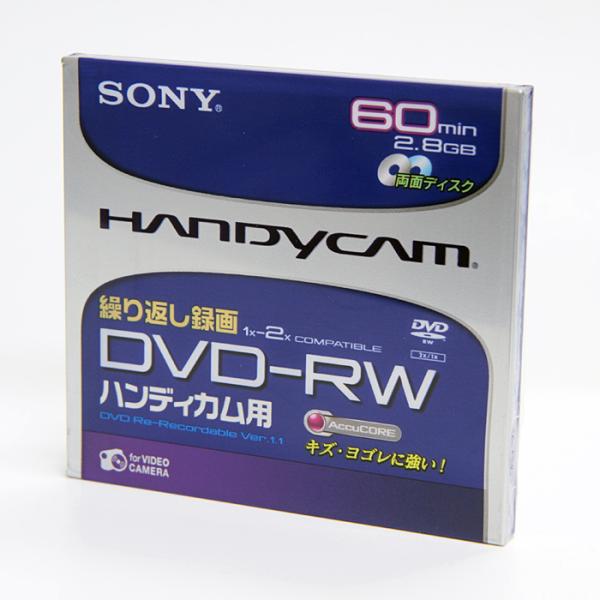 SONY®
60min
2.8GB
両面ディスク
HANDYCAM®
繰り返し録画
1x-2x COMPATIBLE
DVD
RW
2x/1x
DVD-RW
ハンディカム用
AccuCORE
DVD Re-Recordable Ver.1.1
キズ・ヨゴレに強い!
for VIDEO
CAMERA